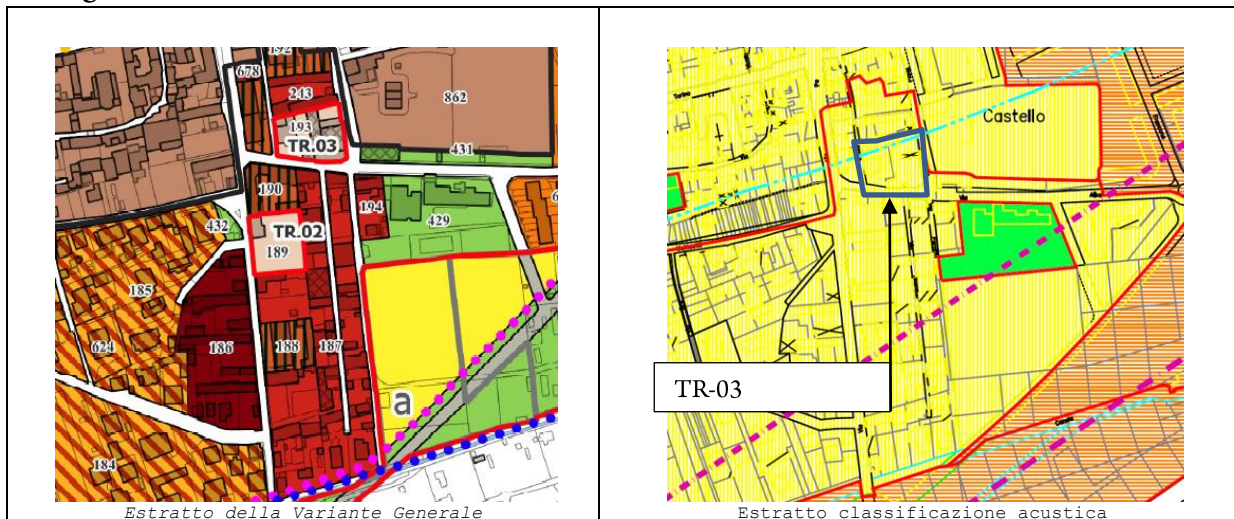 192
678
243
862
193
TR.03
431
190
194
429
432
TR.02
189
185
624
186
188
187
a
184
Estratto della Variante Generale
Castello
TR-03
Estratto classificazione acustica